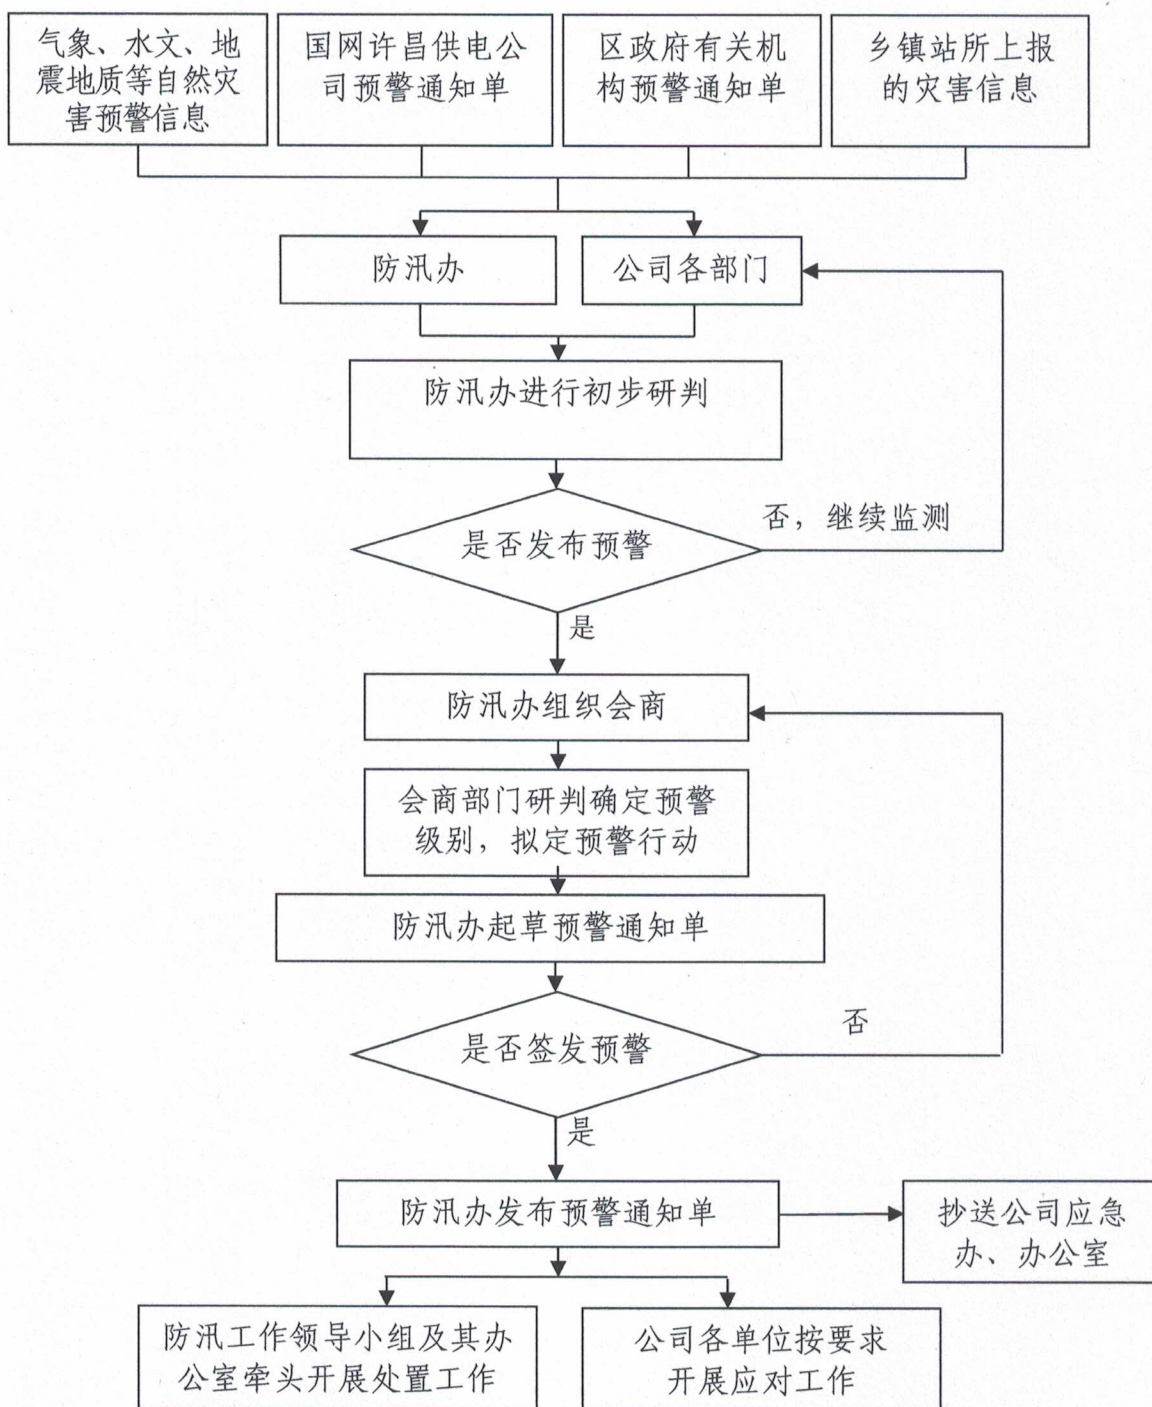 气象、水文、地
震地质等自然灾
害预警信息
国网许昌供电公
司预警通知单
区政府有关机
构预警通知单
乡镇站所上报
的灾害信息
防汛办
公司各部门
防汛办进行初步研判
否，继续监测
是否发布预警
是
防汛办组织会商
会商部门研判确定预警
级别，拟定预警行动
防汛办起草预警通知单
否
是否签发预警
是
防汛办发布预警通知单
抄送公司应急
办、办公室
防汛工作领导小组及其办
公室牵头开展处置工作
公司各单位按要求
开展应对工作